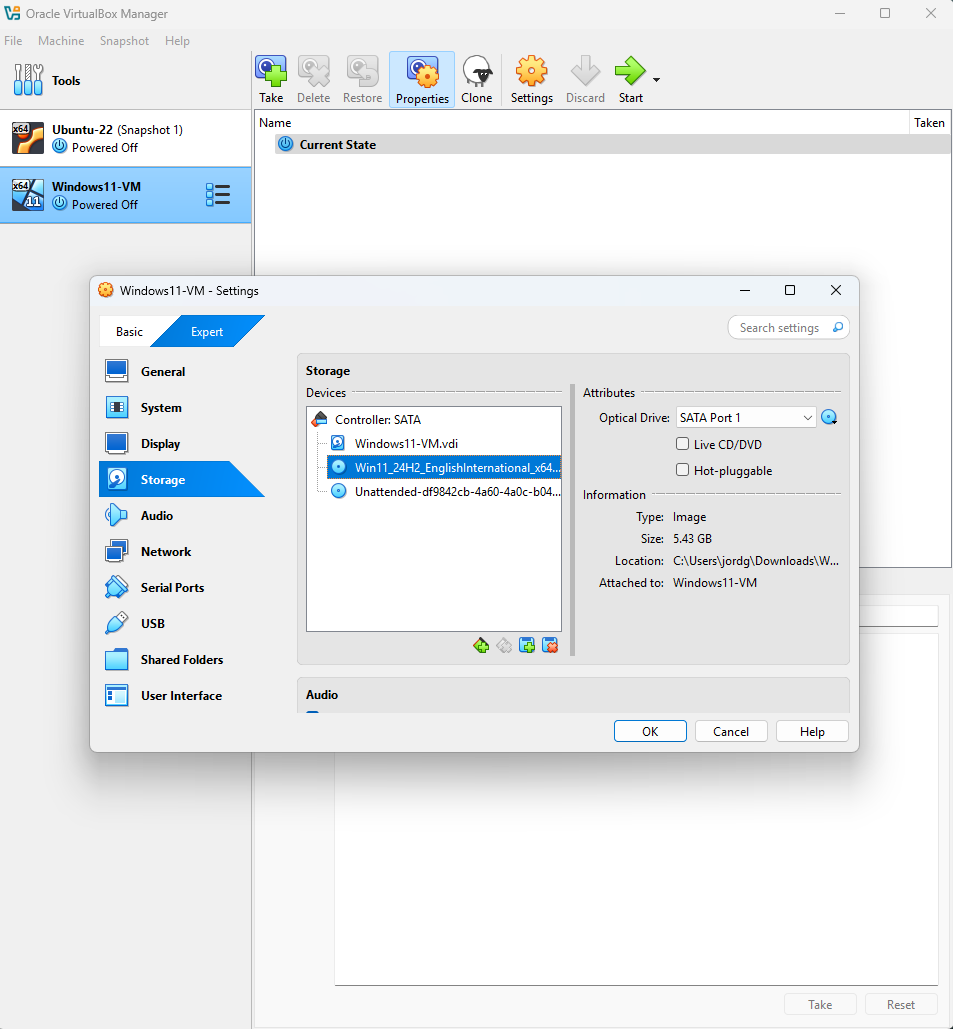 Oracle VirtualBox Manager
File Machine Snapshot Help
Tools
Take Delete Restore Properties Clone Settings Discard Start
Name Taken
Current State
x64 Ubuntu-22 (Snapshot 1)
Powered Off
x64 11 Windows11-VM
Powered Off
Windows11-VM - Settings
Basic Expert
Search settings
General
System
Display
Storage
Audio
Network
Serial Ports
USB
Shared Folders
User Interface
Storage
Devices
Controller: SATA
Windows11-VM.vdi
Win11_24H2_EnglishInternational_x64...
Unattended-df9842cb-4a60-4a0c-b04...
Attributes
Optical Drive: SATA Port 1
Live CD/DVD
Hot-pluggable
Information
Type: Image
Size: 5.43 GB
Location: C:\Users\jordg\Downloads\W...
Attached to: Windows11-VM
Audio
OK Cancel Help
Take Reset